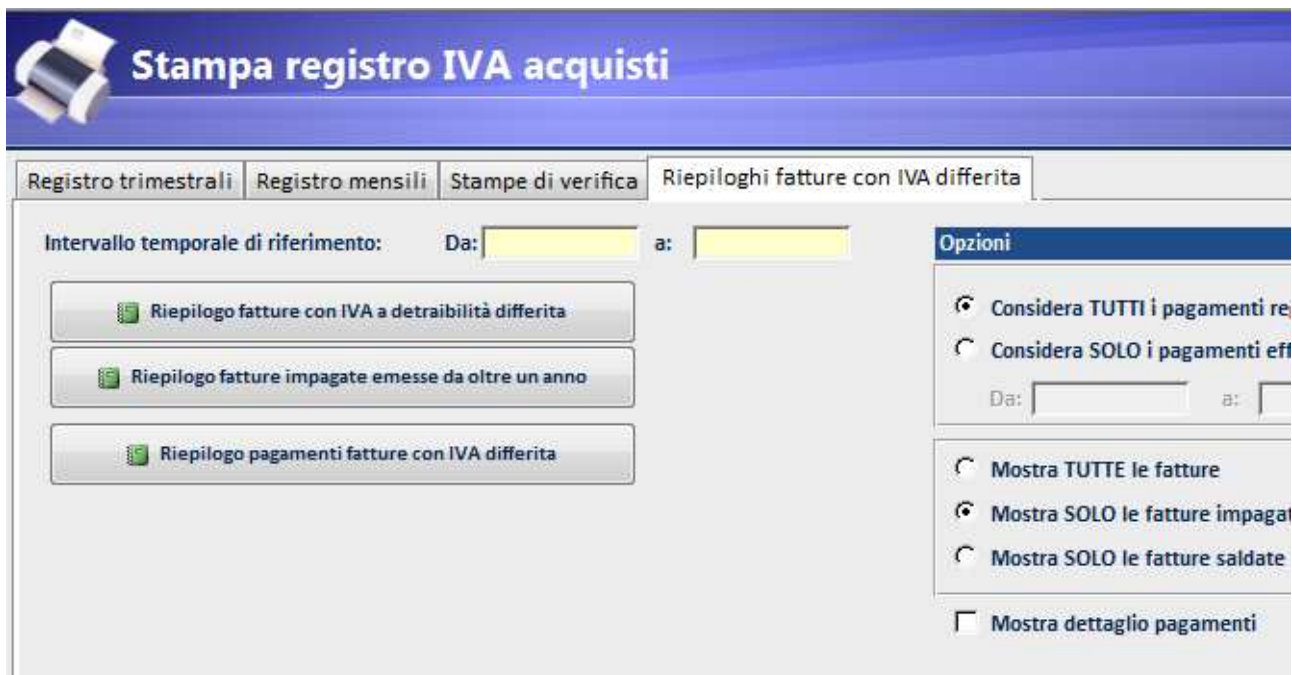 Stampa registro IVA acquisti
Registro trimestrali Registro mensili Stampe di verifica Riepiloghi fatture con IVA differita
Intervallo temporale di riferimento: Da: a:
Riepilogo fatture con IVA a detraibilità differita
Riepilogo fatture impagate emesse da oltre un anno
Riepilogo pagamenti fatture con IVA differita
Opzioni
Considera TUTTI i pagamenti
Considera SOLO i pagamenti
Da: a:
Mostra TUTTE le fatture
Mostra SOLO le fatture
Mostra SOLO le fatture saldate
Mostra dettaglio pagamenti